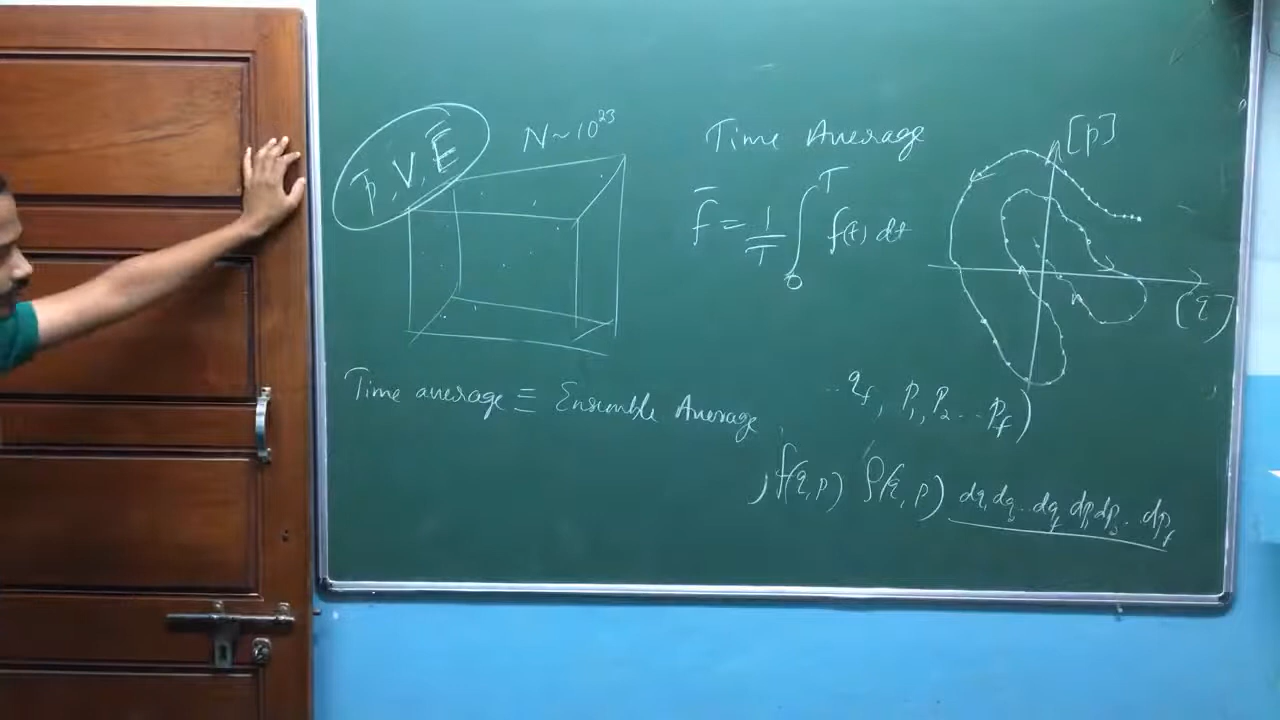 p̄, V, Ē
N ~ 10²³
Time Average
f̄ = 1/T ∫₀ᵀ f(t) dt
[p]
(q)
Time average ≡ Ensemble Average
.. q_f, p₁, p₂ ... p_f)
f(q,p) ρ(q,p) dq₁ dq₂ .. dq_f dp₁ dp₂ .. dp_f